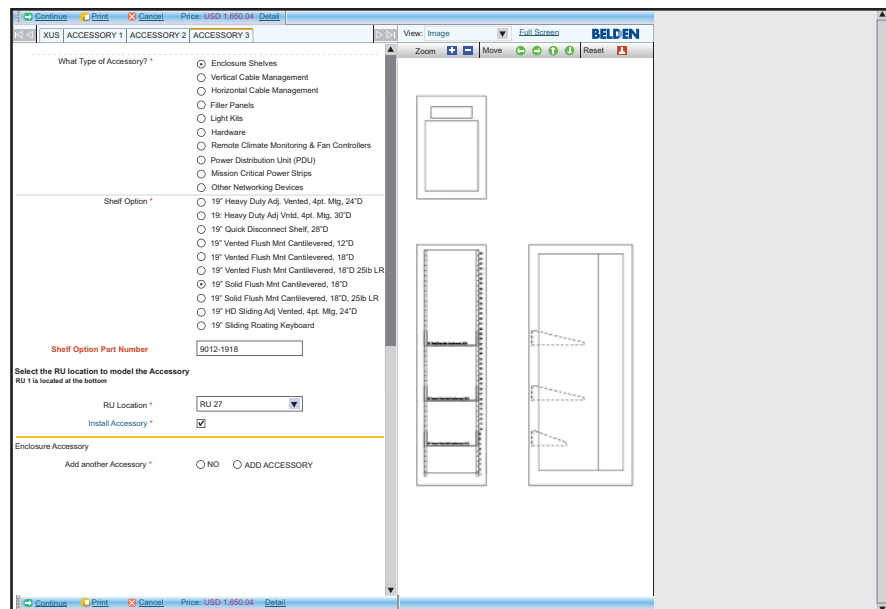 Continue Print Cancel Price: USD 1,650.04 Detail
XUS ACCESSORY 1 ACCESSORY 2 ACCESSORY 3
View: Image Full Screen BELDEN
Zoom Move Reset
What Type of Accessory? *
Enclosure Shelves
Vertical Cable Management
Horizontal Cable Management
Filler Panels
Light Kits
Hardware
Remote Climate Monitoring & Fan Controllers
Power Distribution Unit (PDU)
Mission Critical Power Strips
Other Networking Devices
Shelf Option *
19" Heavy Duty Adj. Vented, 4pt. Mtg, 24"D
19: Heavy Duty Adj Vntd, 4pt. Mtg, 30"D
19" Quick Disconnect Shelf, 28"D
19" Vented Flush Mnt Cantilevered, 12"D
19" Vented Flush Mnt Cantilevered, 18"D
19" Vented Flush Mnt Cantilevered, 18"D 25lb LR
19" Solid Flush Mnt Cantilevered, 18"D
19" Solid Flush Mnt Cantilevered, 18"D, 25lb LR
19" HD Sliding Adj Vented, 4pt. Mtg, 24"D
19" Sliding Roating Keyboard
Shelf Option Part Number 9012-1918
Select the RU location to model the Accessory
RU 1 is located at the bottom
RU Location * RU 27
Install Accessory *
Enclosure Accessory
Add another Accessory * NO ADD ACCESSORY
Continue Print Cancel Price: USD 1,650.04 Detail